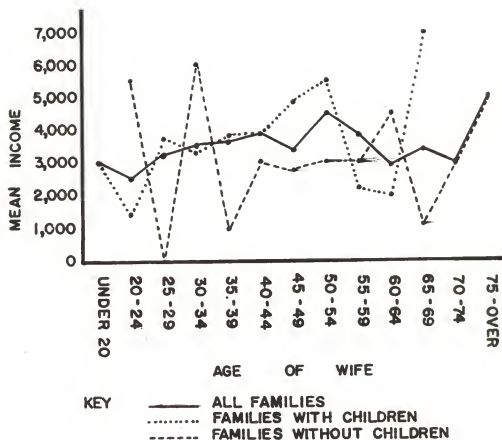 MEAN INCOME
7,000
6,000
5,000
4,000
3,000
2,000
1,000
0
UNDER 20
20-24
25-29
30-34
35-39
40-44
45-49
50-54
55-59
60-64
65-69
70-74
75-OVER
AGE OF WIFE
KEY
ALL FAMILIES
FAMILIES WITH CHILDREN
FAMILIES WITHOUT CHILDREN